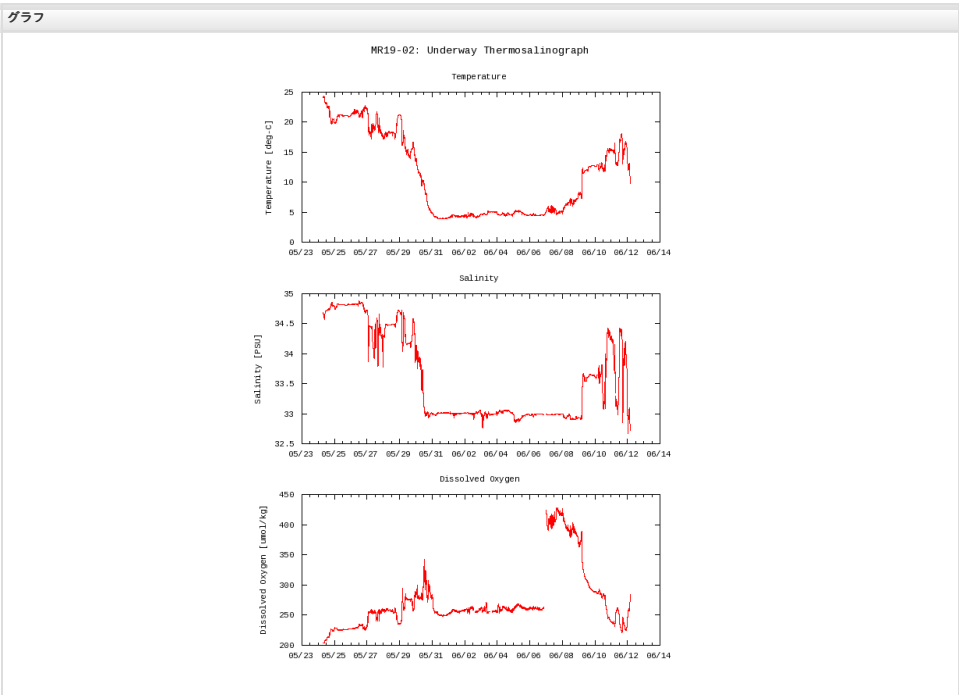 グラフ
MR19-02: Underway Thermosalinograph
Temperature
Temperature [deg-C]
25
20
15
10
5
0
05/23 05/25 05/27 05/29 05/31 06/02 06/04 06/06 06/08 06/10 06/12 06/14
Salinity
Salinity [PSU]
35
34.5
34
33.5
33
32.5
05/23 05/25 05/27 05/29 05/31 06/02 06/04 06/06 06/08 06/10 06/12 06/14
Dissolved Oxygen
Dissolved Oxygen [umol/kg]
450
400
350
300
250
200
05/23 05/25 05/27 05/29 05/31 06/02 06/04 06/06 06/08 06/10 06/12 06/14